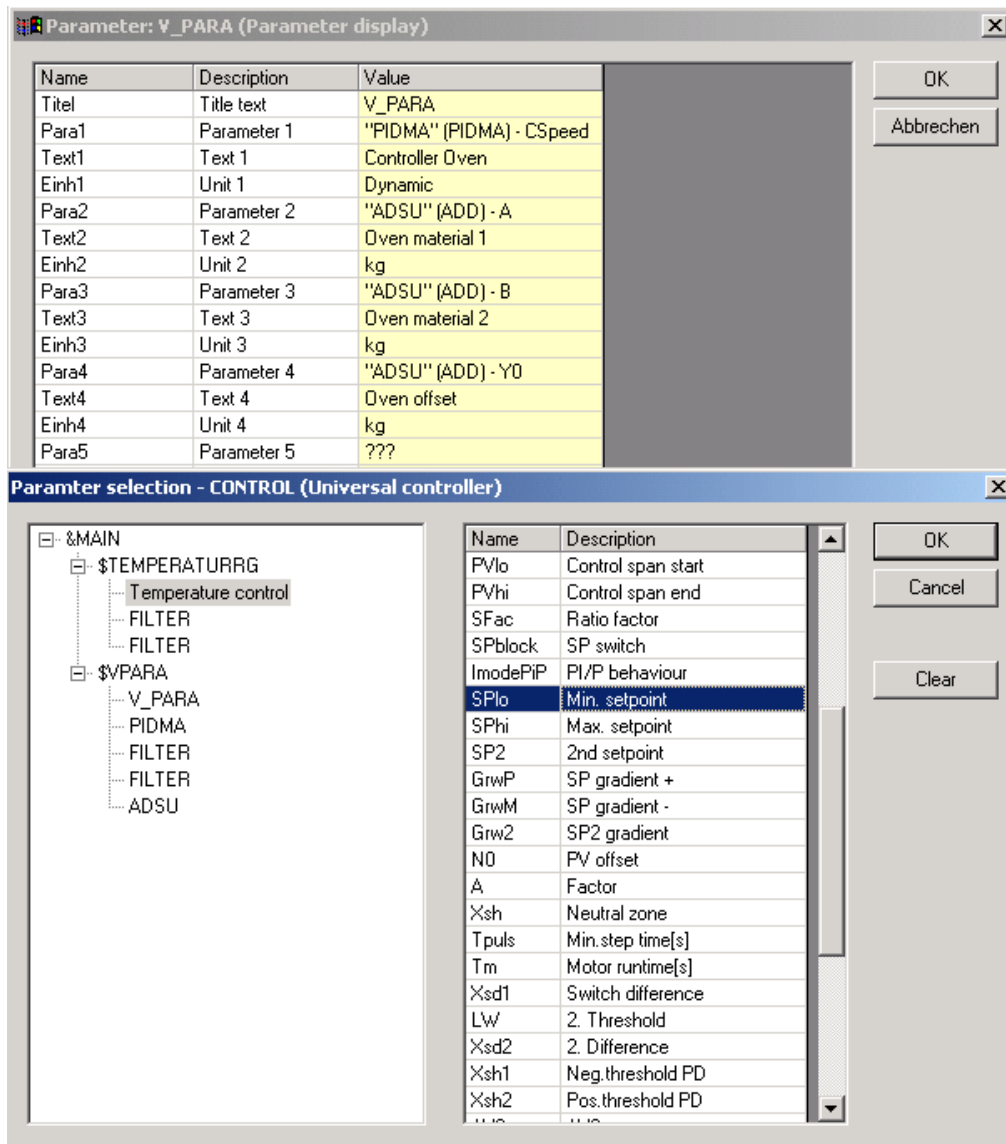 Parameter: V_PARA (Parameter display)
Name Description Value
OK
Titel Title text V_PARA
Para1 Parameter 1 "PIDMA" (PIDMA) - CSpeed
Abbrechen
Text1 Text 1 Controller Oven
Einh1 Unit 1 Dynamic
Para2 Parameter 2 "ADSU" (ADD) - A
Text2 Text 2 Oven material 1
Einh2 Unit 2 kg
Para3 Parameter 3 "ADSU" (ADD) - B
Text3 Text 3 Oven material 2
Einh3 Unit 3 kg
Para4 Parameter 4 "ADSU" (ADD) - Y0
Text4 Text 4 Oven offset
Einh4 Unit 4 kg
Para5 Parameter 5 ???
Paramter selection - CONTROL (Universal controller)
&MAIN
$TEMPERATURRG
Temperature control
FILTER
FILTER
$VPARA
V_PARA
PIDMA
FILTER
FILTER
ADSU
Name Description
PVlo Control span start
PVhi Control span end
SFac Ratio factor
SPblock SP switch
ImodePiP PI/P behaviour
SPlo Min. setpoint
SPhi Max. setpoint
SP2 2nd setpoint
GrwP SP gradient +
GrwM SP gradient -
Grw2 SP2 gradient
N0 PV offset
A Factor
Xsh Neutral zone
Tpuls Min.step time[s]
Tm Motor runtime[s]
Xsd1 Switch difference
LW 2. Threshold
Xsd2 2. Difference
Xsh1 Neg.threshold PD
Xsh2 Pos.threshold PD
OK
Cancel
Clear